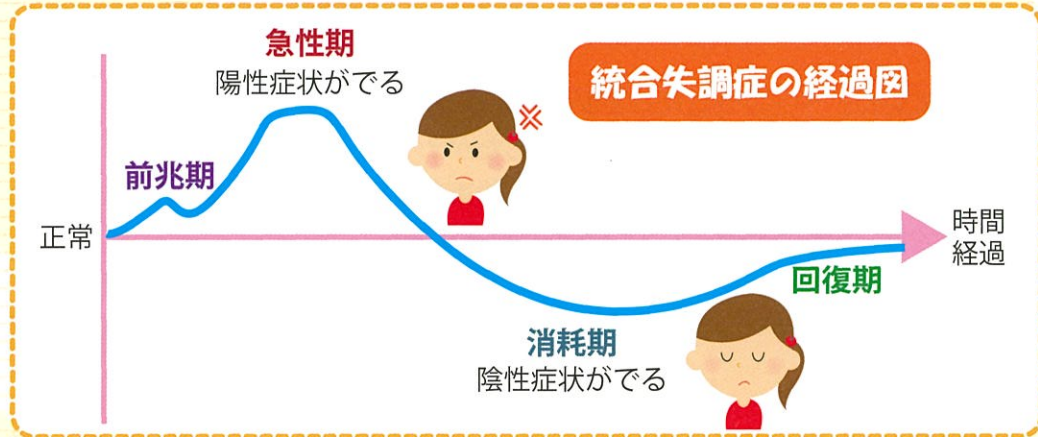 統合失調症の経過図
急性期
陽性症状がでる
前兆期
正常
時間
経過
回復期
消耗期
陰性症状がでる